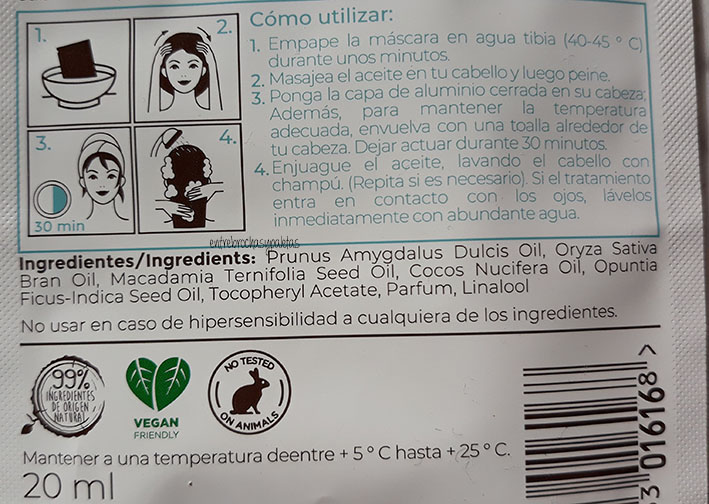 Cómo utilizar:
1. Empape la máscara en agua tibia (40-45 º C)
durante unos minutos.
2. Masajea el aceite en tu cabello y luego peine.
3. Ponga la capa de aluminio cerrada en su cabeza.
Además, para mantener la temperatura
adecuada, envuelva con una toalla alrededor de
tu cabeza. Dejar actuar durante 30 minutos.
4. Enjuague el aceite, lavando el cabello con
champú. (Repita si es necesario). Si el tratamiento
entra en contacto con los ojos, lávelos
inmediatamente con abundante agua.
1.
2.
3.
30 min
4.
entrebrochasypaletas
Ingredientes/Ingredients: Prunus Amygdalus Dulcis Oil, Oryza Sativa
Bran Oil, Macadamia Ternifolia Seed Oil, Cocos Nucifera Oil, Opuntia
Ficus-Indica Seed Oil, Tocopheryl Acetate, Parfum, Linalool
No usar en caso de hipersensibilidad a cualquiera de los ingredientes.
99%
INGREDIENTES
DE ORIGEN
NATURAL
VEGAN
FRIENDLY
NO TESTED
ON ANIMALS
Mantener a una temperatura deentre + 5 º C hasta + 25 º C.
20 ml
3 016168 >